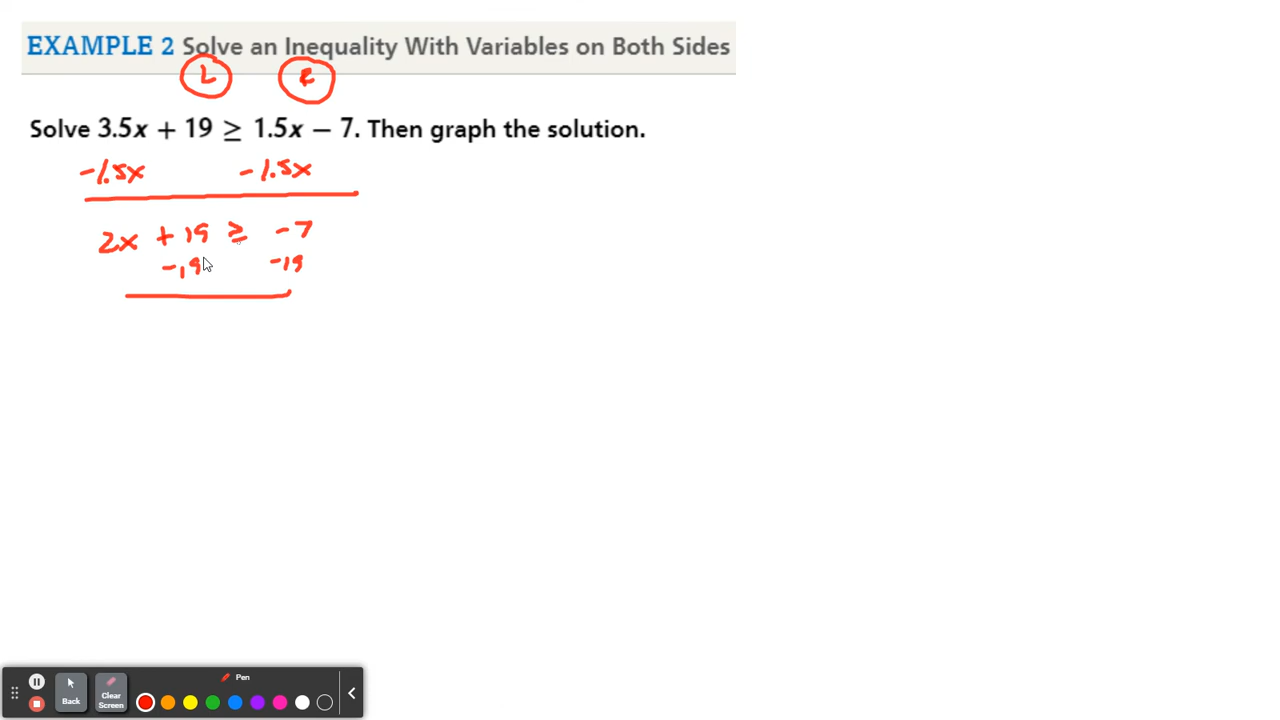 EXAMPLE 2 Solve an Inequality With Variables on Both Sides
L R
Solve 3.5x + 19 ≥ 1.5x − 7. Then graph the solution.
-1.5x -1.5x
2x + 19 ≥ -7
-19 -19
Pen
Back
Clear Screen